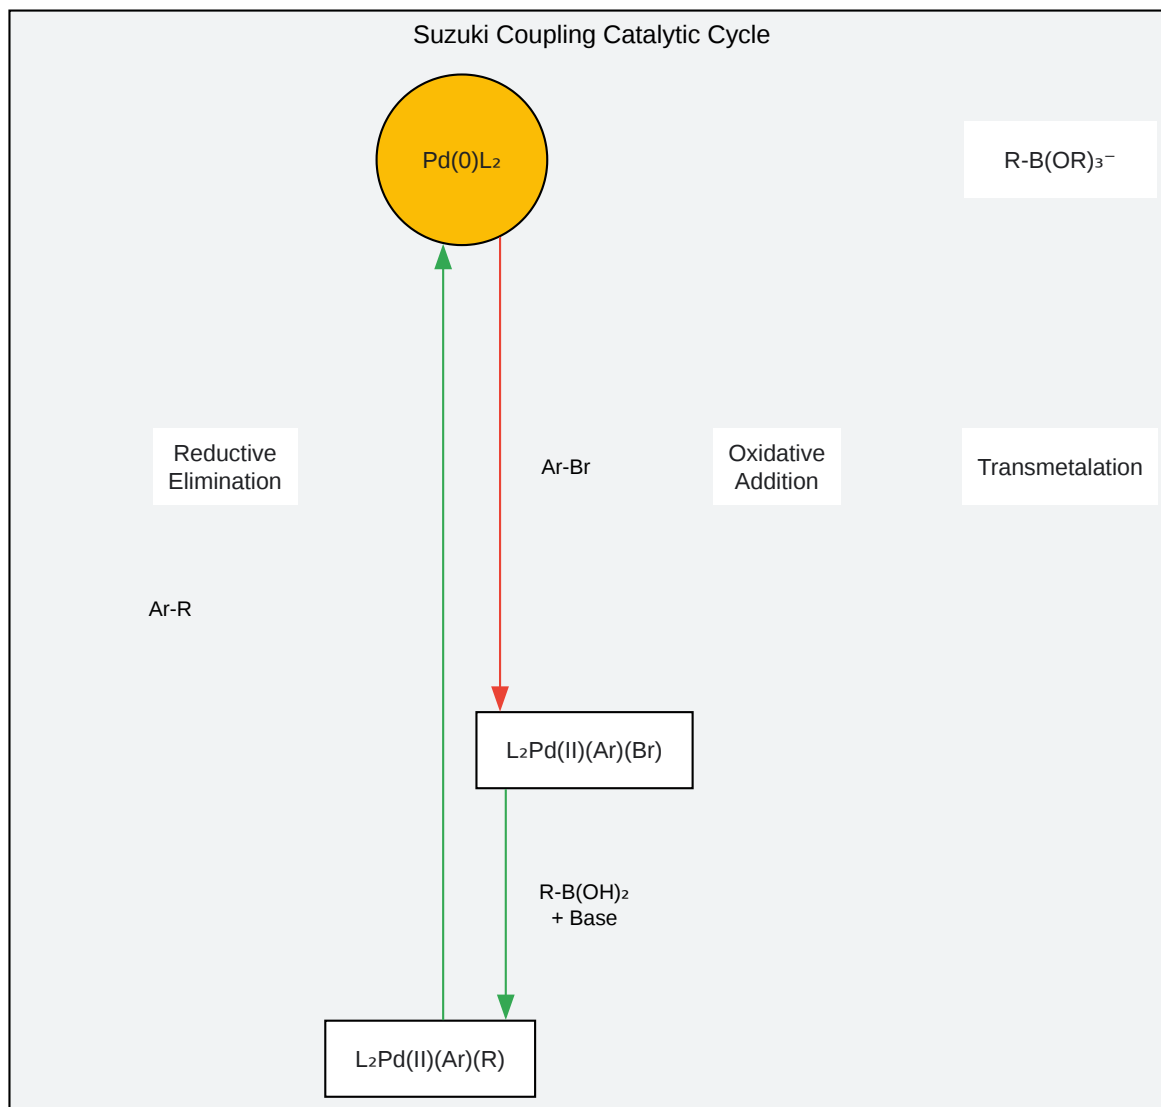 Suzuki Coupling Catalytic Cycle
Pd(0)L₂
R-B(OR)₃⁻
Reductive
Elimination
Ar-Br
Oxidative
Addition
Transmetalation
Ar-R
L₂Pd(II)(Ar)(Br)
R-B(OH)₂
+ Base
L₂Pd(II)(Ar)(R)